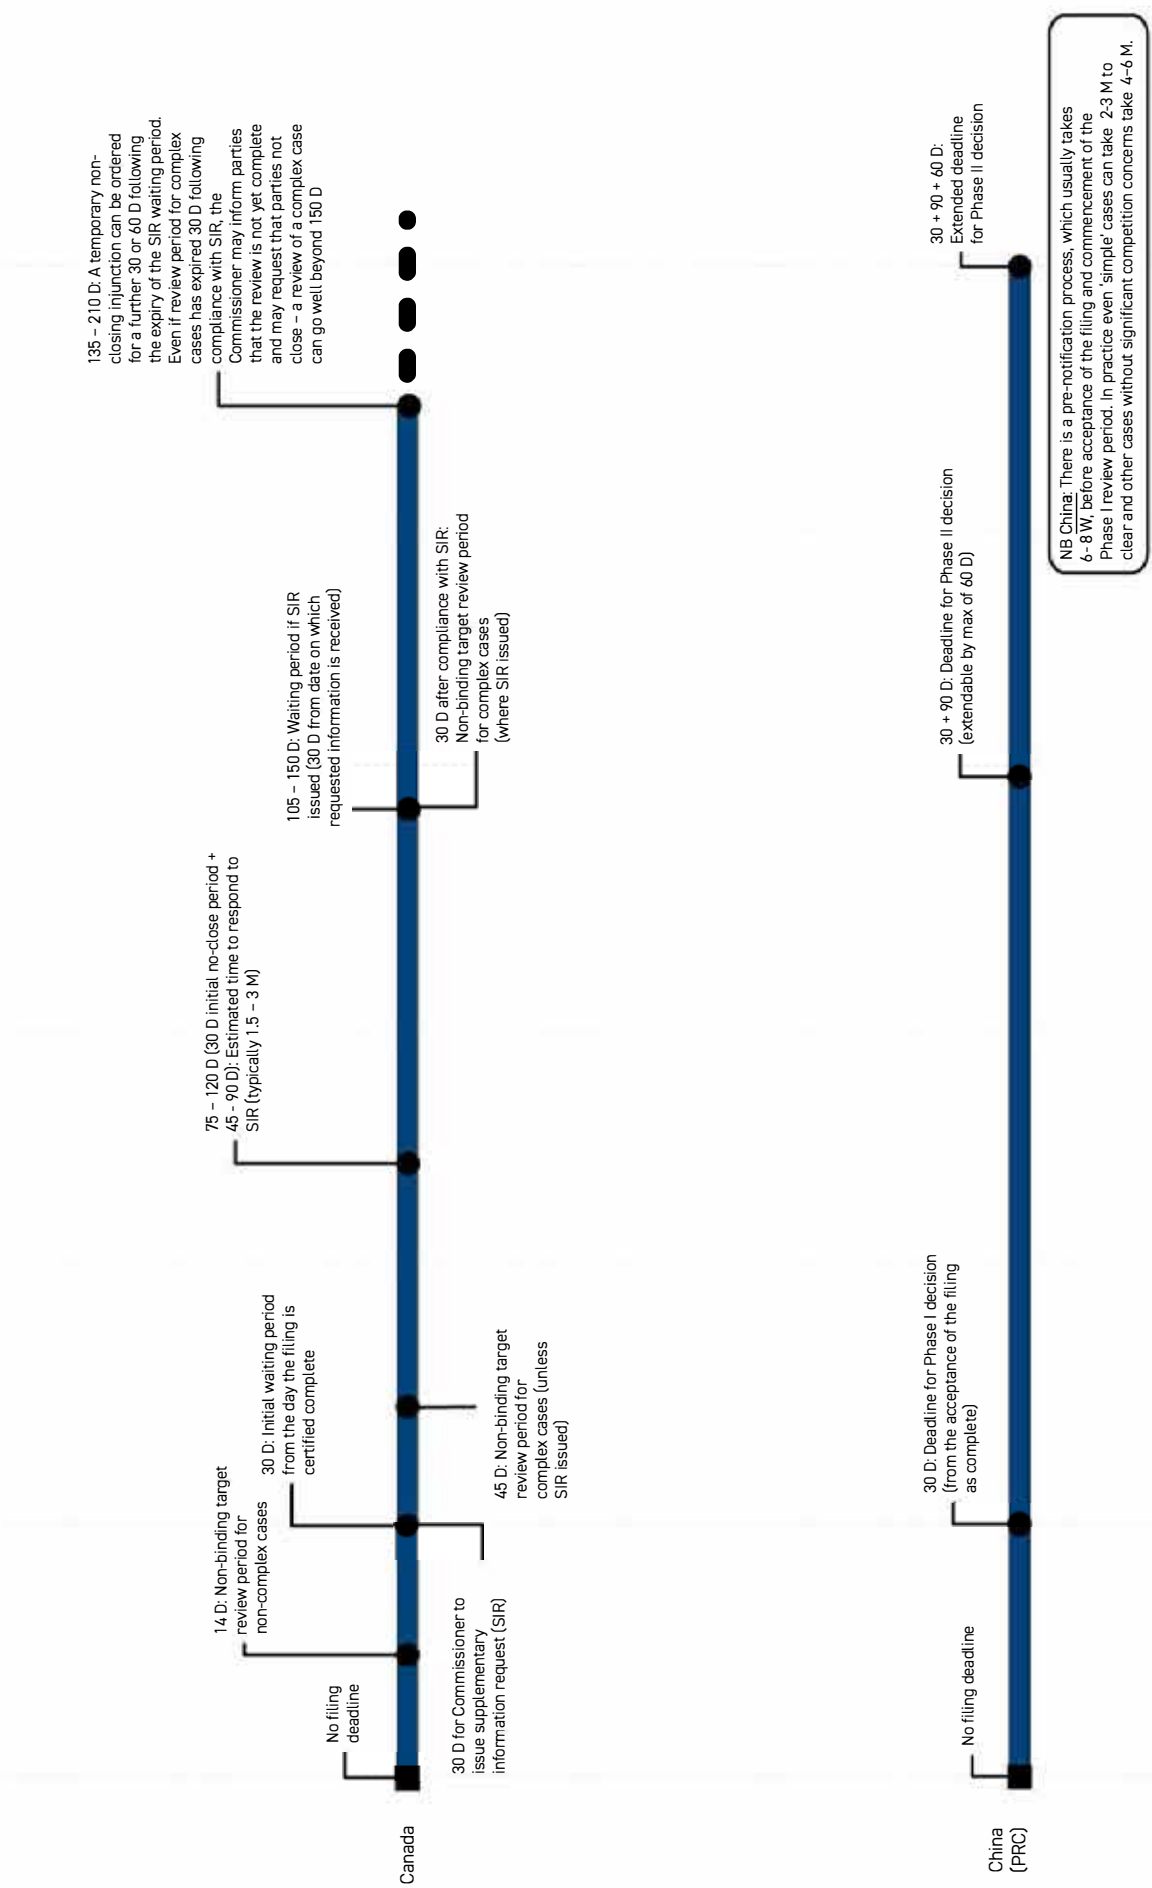 Canada
No filing
deadline
14 D: Non-binding target
review period for
non-complex cases
30 D: Initial waiting period
from the day the filing is
certified complete
30 D for Commissioner to
issue supplementary
information request (SIR)
45 D: Non-binding target
review period for
complex cases (unless
SIR issued)
75 – 120 D (30 D initial no-close period +
45 - 90 D): Estimated time to respond to
SIR (typically 1.5 – 3 M)
105 – 150 D: Waiting period if SIR
issued (30 D from date on which
requested information is received)
30 D after compliance with SIR:
Non-binding target review period
for complex cases
(where SIR issued)
135 – 210 D: A temporary non-
closing injunction can be ordered
for a further 30 or 60 D following
the expiry of the SIR waiting period.
Even if review period for complex
cases has expired 30 D following
compliance with SIR, the
Commissioner may inform parties
that the review is not yet complete
and may request that parties not
close – a review of a complex case
can go well beyond 150 D
China
(PRC)
No filing deadline
30 D: Deadline for Phase I decision
(from the acceptance of the filing
as complete)
30 + 90 D: Deadline for Phase II decision
(extendable by max of 60 D)
30 + 90 + 60 D:
Extended deadline
for Phase II decision
NB China: There is a pre-notification process, which usually takes
6- 8 W, before acceptance of the filing and commencement of the
Phase I review period. In practice even 'simple' cases can take 2-3 M to
clear and other cases without significant competition concerns take 4–6 M.